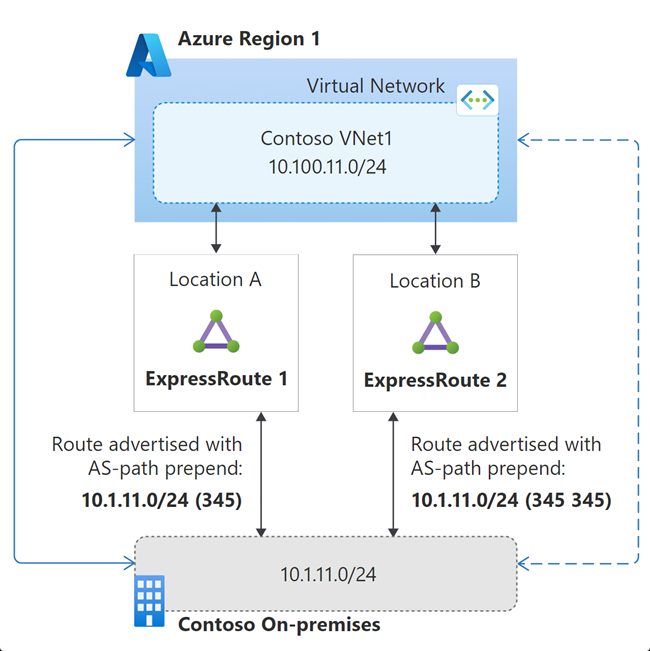 Azure Region 1
Virtual Network
Contoso VNet1
10.100.11.0/24
Location A
ExpressRoute 1
Location B
ExpressRoute 2
Route advertised with
AS-path prepend:
10.1.11.0/24 (345)
Route advertised with
AS-path prepend:
10.1.11.0/24 (345 345)
10.1.11.0/24
Contoso On-premises